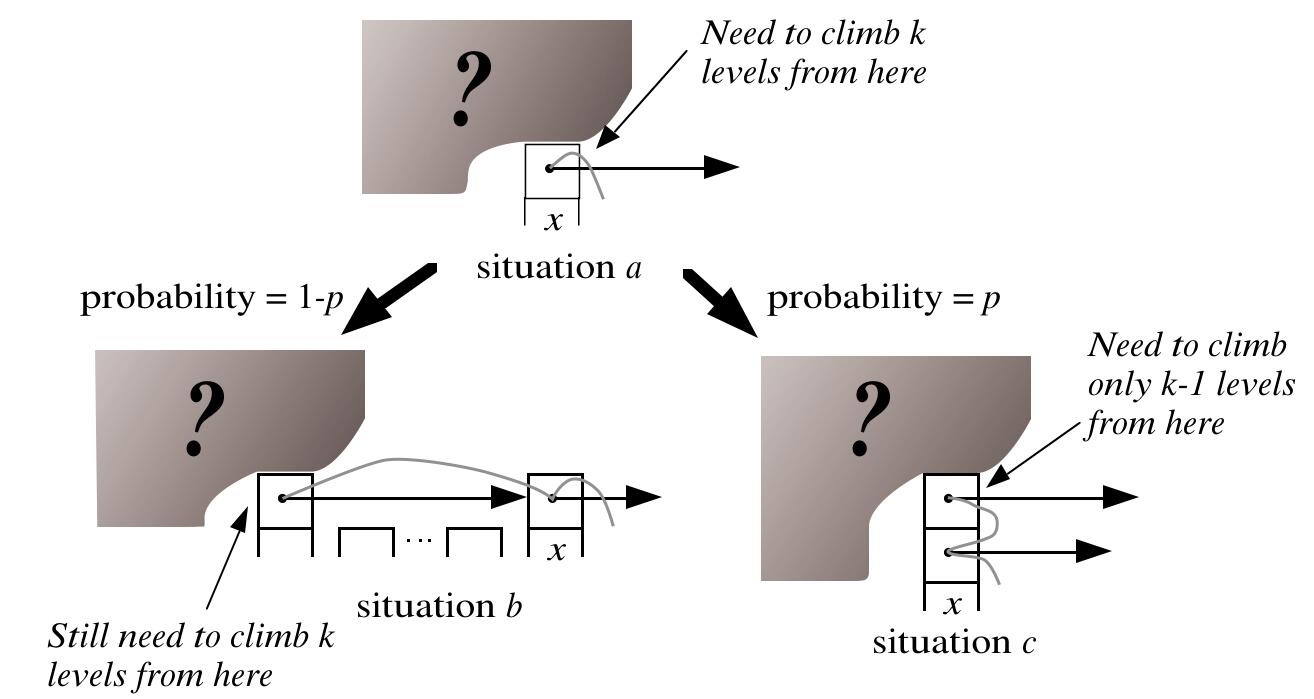 ?
Need to climb k
levels from here
x
situation a
probability = 1-p
probability = p
?
x
situation b
Still need to climb k
levels from here
?
Need to climb
only k-1 levels
from here
x
situation c